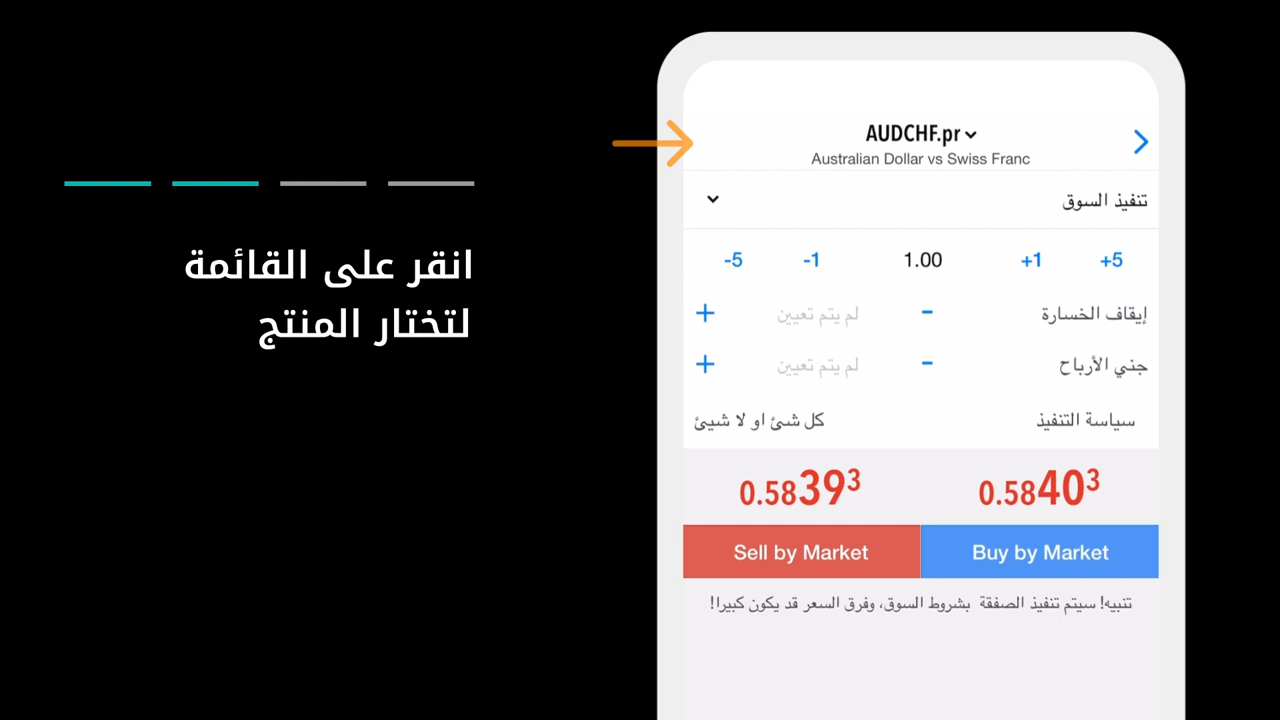 انقر على القائمة
لتختار المنتج
AUDCHF.pr
Australian Dollar vs Swiss Franc
تنفيذ السوق
-5 -1 1.00 +1 +5
إيقاف الخسارة - لم يتم تعيين +
جني الأرباح - لم يتم تعيين +
سياسة التنفيذ كل شئ او لا شيئ
0.58393 0.58403
Sell by Market Buy by Market
تنبيه! سيتم تنفيذ الصفقة بشروط السوق، وفرق السعر قد يكون كبيرا!